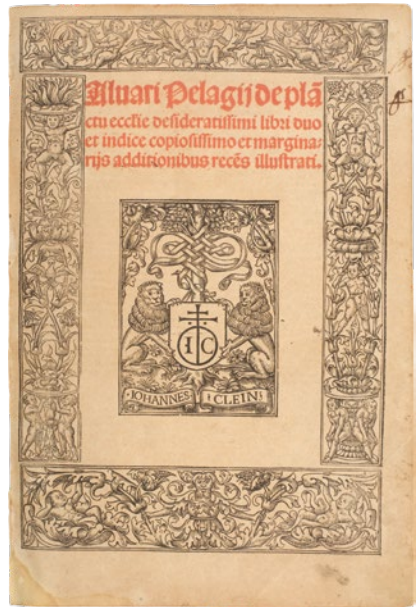 Aluari Pelagij de plã
ctu eccl̃ie desideratissimi libri duo
et indice copiosissimo et margina⸗
rijs additionibus recẽs illustrati.
I C
IOHANNES CLEIN